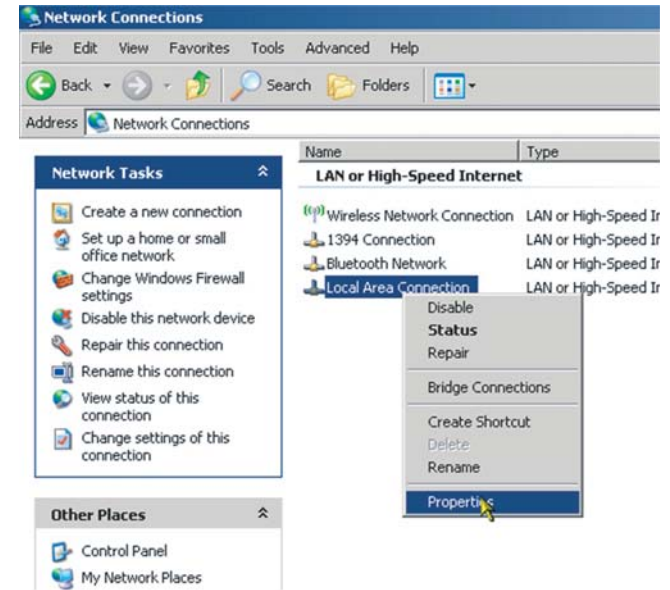 Network Connections
File Edit View Favorites Tools Advanced Help
Back Search Folders
Address Network Connections
Name Type
LAN or High-Speed Internet
Wireless Network Connection LAN or High-Speed Ir
1394 Connection LAN or High-Speed Ir
Bluetooth Network LAN or High-Speed Ir
Local Area Connection LAN or High-Speed Ir
Disable
Status
Repair
Bridge Connections
Create Shortcut
Delete
Rename
Properties
Network Tasks
Create a new connection
Set up a home or small
office network
Change Windows Firewall
settings
Disable this network device
Repair this connection
Rename this connection
View status of this
connection
Change settings of this
connection
Other Places
Control Panel
My Network Places